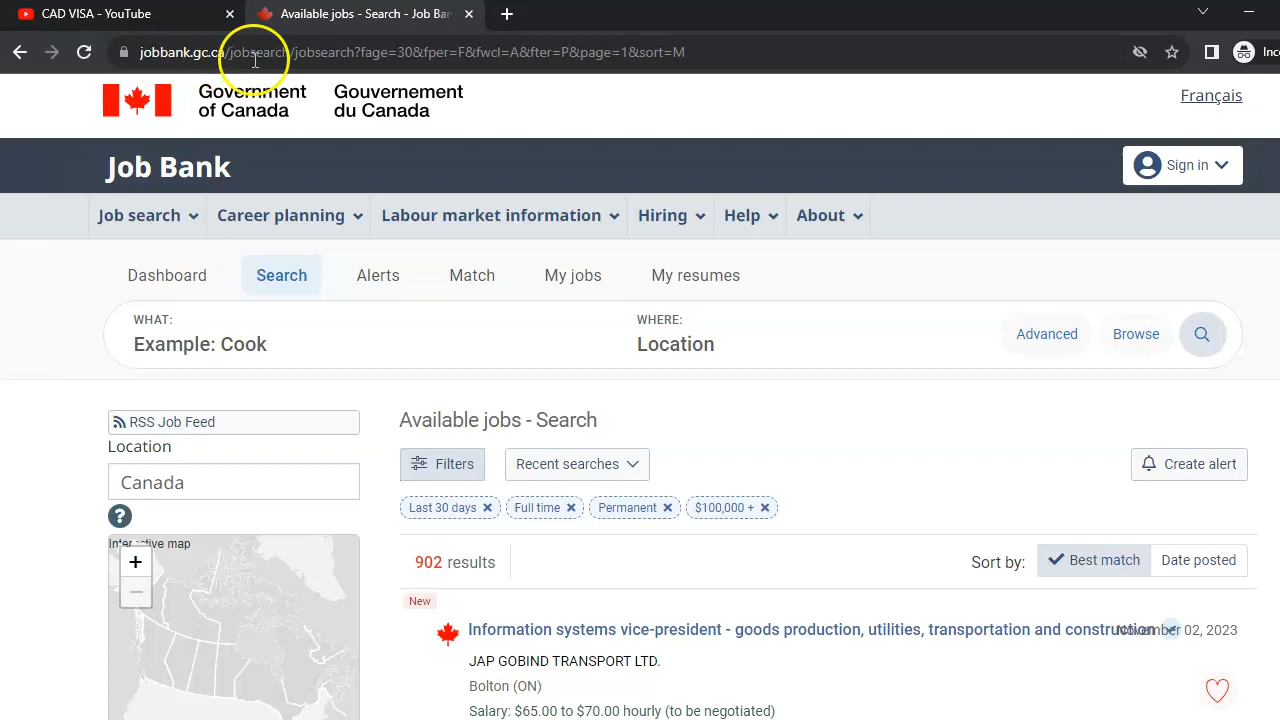 CAD VISA - YouTube
Available jobs - Search - Job Ban
jobbank.gc.ca/jobsearch/jobsearch?fage=30&fper=F&fwcl=A&fter=P&page=1&sort=M
Inco
Government of Canada
Gouvernement du Canada
Français
Job Bank
Sign in
Job search
Career planning
Labour market information
Hiring
Help
About
Dashboard
Search
Alerts
Match
My jobs
My resumes
WHAT:
Example: Cook
WHERE:
Location
Advanced
Browse
RSS Job Feed
Location
Canada
?
Interactive map
+
−
Available jobs - Search
Filters
Recent searches
Create alert
Last 30 days ×
Full time ×
Permanent ×
$100,000 + ×
902 results
Sort by:
Best match
Date posted
New
Information systems vice-president - goods production, utilities, transportation and construction
November 02, 2023
JAP GOBIND TRANSPORT LTD.
Bolton (ON)
Salary: $65.00 to $70.00 hourly (to be negotiated)